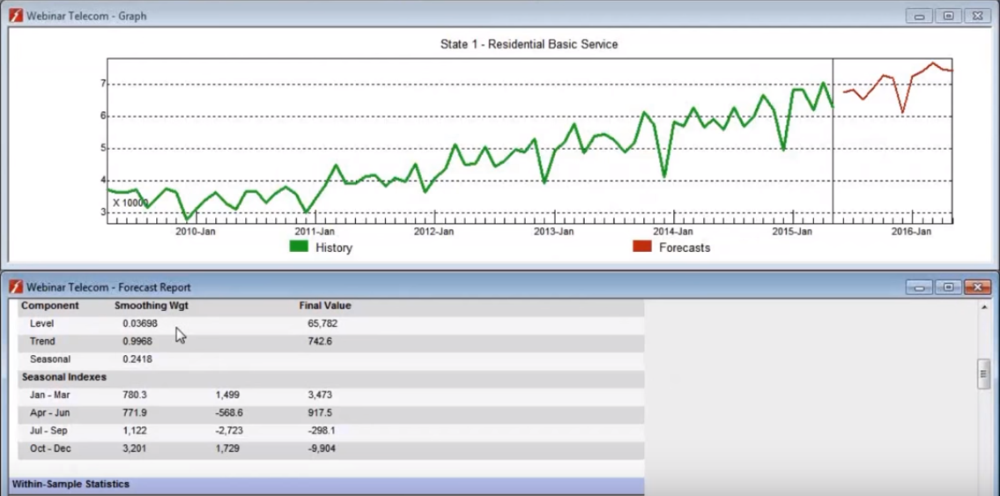 Webinar Telecom - Graph
State 1 - Residential Basic Service
7
6
5
4
X 10000
3
2010-Jan 2011-Jan 2012-Jan 2013-Jan 2014-Jan 2015-Jan 2016-Jan
History Forecasts
Webinar Telecom - Forecast Report
Component Smoothing Wgt Final Value
Level 0.03698 65,782
Trend 0.9968 742.6
Seasonal 0.2418
Seasonal Indexes
Jan - Mar 780.3 1,499 3,473
Apr - Jun 771.9 -568.6 917.5
Jul - Sep 1,122 -2,723 -298.1
Oct - Dec 3,201 1,729 -9,904
Within-Sample Statistics